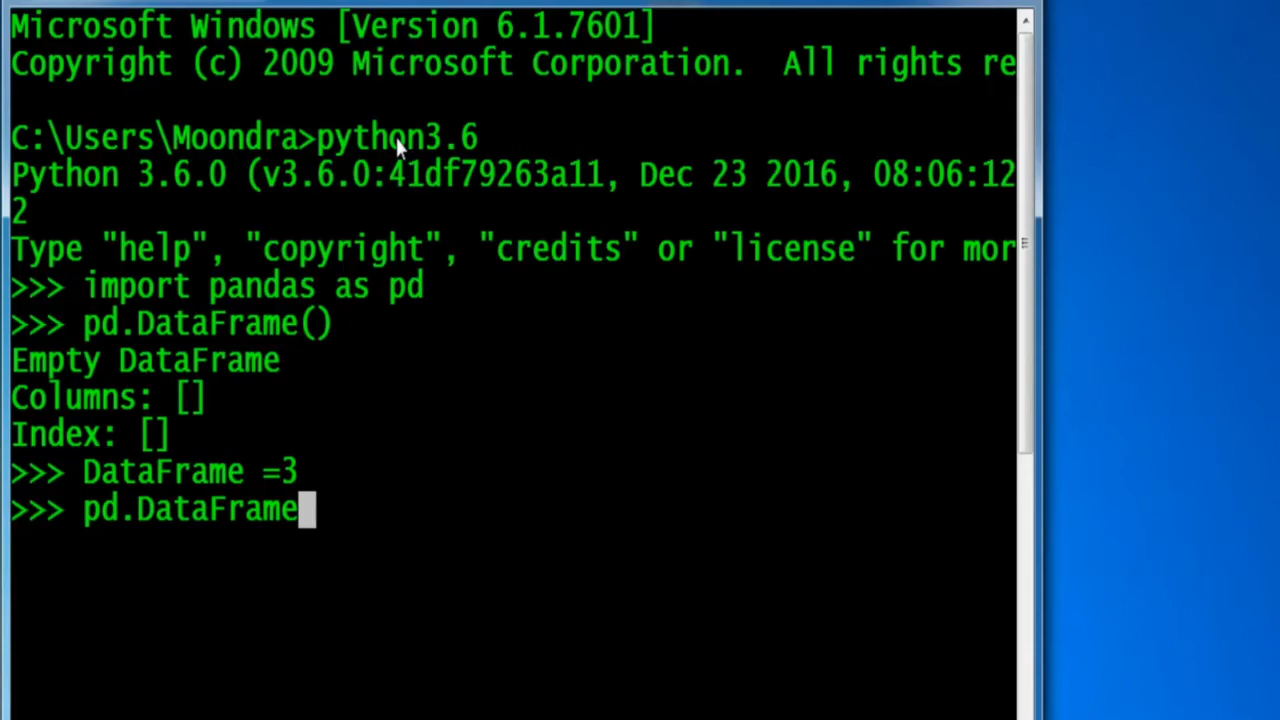 Microsoft Windows [Version 6.1.7601]
Copyright (c) 2009 Microsoft Corporation.  All rights re
C:\Users\Moondra>python3.6
Python 3.6.0 (v3.6.0:41df79263a11, Dec 23 2016, 08:06:12
2
Type "help", "copyright", "credits" or "license" for mor
>>> import pandas as pd
>>> pd.DataFrame()
Empty DataFrame
Columns: []
Index: []
>>> DataFrame =3
>>> pd.DataFrame